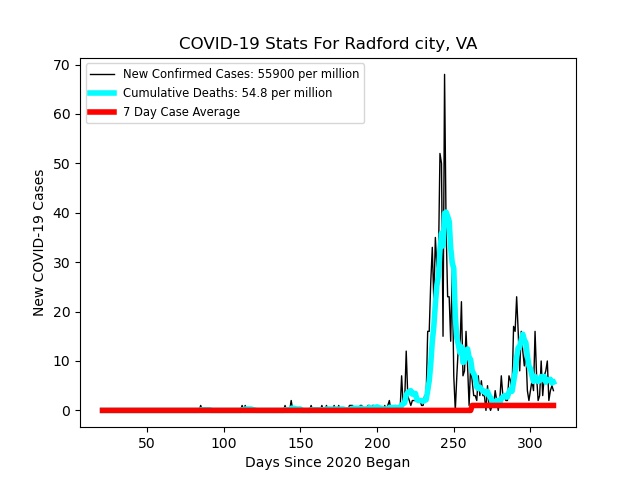 COVID-19 Stats For Radford city, VA
New Confirmed Cases: 55900 per million
Cumulative Deaths: 54.8 per million
7 Day Case Average
New COVID-19 Cases
70
60
50
40
30
20
10
0
50 100 150 200 250 300
Days Since 2020 Began